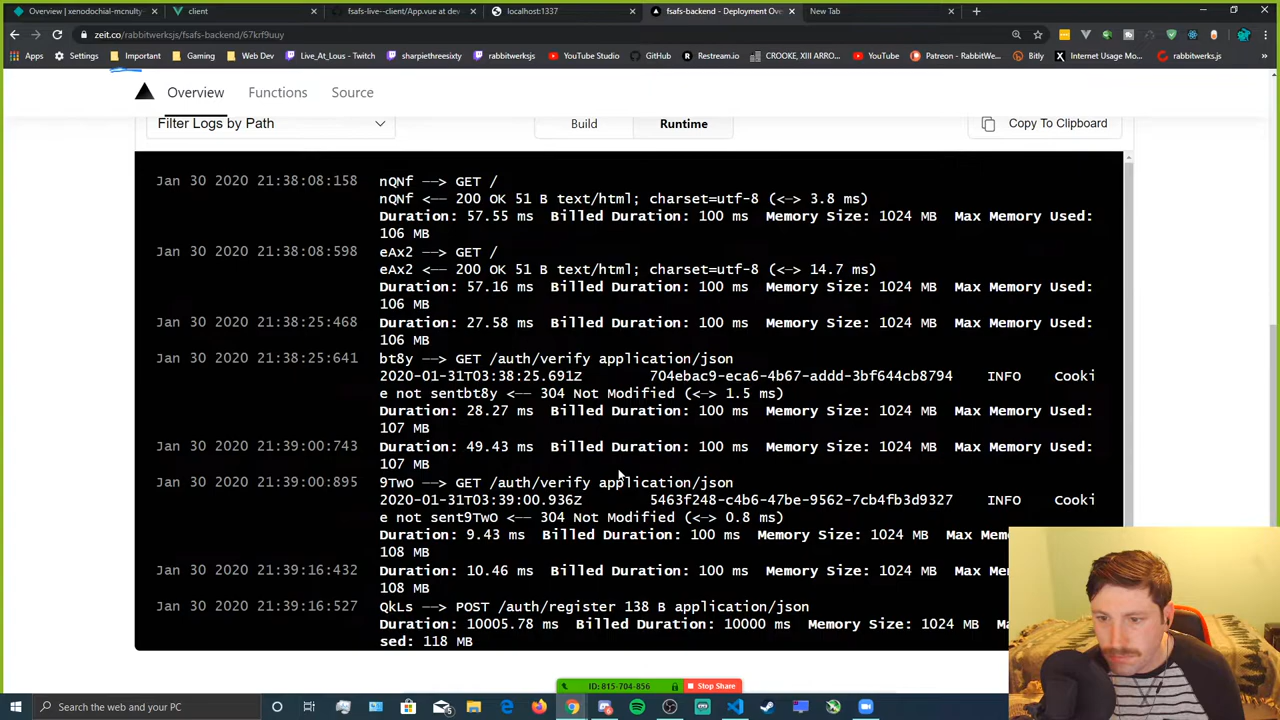 Overview | xenodochial-mcnulty
client
fsafs-live--client/App.vue at dev
localhost:1337
fsafs-backend - Deployment Ove
New Tab
zeit.co/rabbitwerksjs/fsafs-backend/67krf9uuy
Apps
Settings
Important
Gaming
Web Dev
Live_At_Lous - Twitch
sharpiethreesixty
rabbitwerksjs
YouTube Studio
GitHub
Restream.io
CROOKE, XIII ARRO...
YouTube
Patreon - RabbitWe...
Bitly
Internet Usage Mo...
rabbitwerks.js
Overview
Functions
Source
Filter Logs by Path
Build
Runtime
Copy To Clipboard
Jan 30 2020 21:38:08:158 nQNf --> GET /
nQNf <-- 200 OK 51 B text/html; charset=utf-8 (<-> 3.8 ms)
Duration: 57.55 ms Billed Duration: 100 ms Memory Size: 1024 MB Max Memory Used:
106 MB
Jan 30 2020 21:38:08:598 eAx2 --> GET /
eAx2 <-- 200 OK 51 B text/html; charset=utf-8 (<-> 14.7 ms)
Duration: 57.16 ms Billed Duration: 100 ms Memory Size: 1024 MB Max Memory Used:
106 MB
Jan 30 2020 21:38:25:468 Duration: 27.58 ms Billed Duration: 100 ms Memory Size: 1024 MB Max Memory Used:
106 MB
Jan 30 2020 21:38:25:641 bt8y --> GET /auth/verify application/json
2020-01-31T03:38:25.691Z 704ebac9-eca6-4b67-addd-3bf644cb8794 INFO Cooki
e not sentbt8y <-- 304 Not Modified (<-> 1.5 ms)
Duration: 28.27 ms Billed Duration: 100 ms Memory Size: 1024 MB Max Memory Used:
107 MB
Jan 30 2020 21:39:00:743 Duration: 49.43 ms Billed Duration: 100 ms Memory Size: 1024 MB Max Memory Used:
107 MB
Jan 30 2020 21:39:00:895 9TwO --> GET /auth/verify application/json
2020-01-31T03:39:00.936Z 5463f248-c4b6-47be-9562-7cb4fb3d9327 INFO Cooki
e not sent9TwO <-- 304 Not Modified (<-> 0.8 ms)
Duration: 9.43 ms Billed Duration: 100 ms Memory Size: 1024 MB Max Mem
108 MB
Jan 30 2020 21:39:16:432 Duration: 10.46 ms Billed Duration: 100 ms Memory Size: 1024 MB
108 MB
Jan 30 2020 21:39:16:527 QkLs --> POST /auth/register 138 B application/json
Duration: 10005.78 ms Billed Duration: 10000 ms Memory Size: 1024 MB
sed: 118 MB
ID: 815-704-856
Stop Share
Search the web and your PC